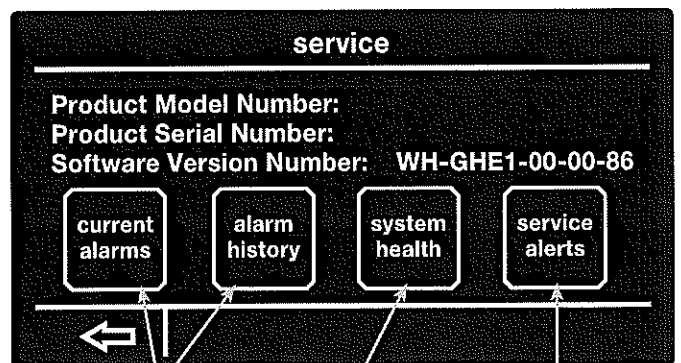 service
Product Model Number:
Product Serial Number:
Software Version Number: WH-GHE1-00-00-86
current
alarms
alarm
history
system
health
service
alerts